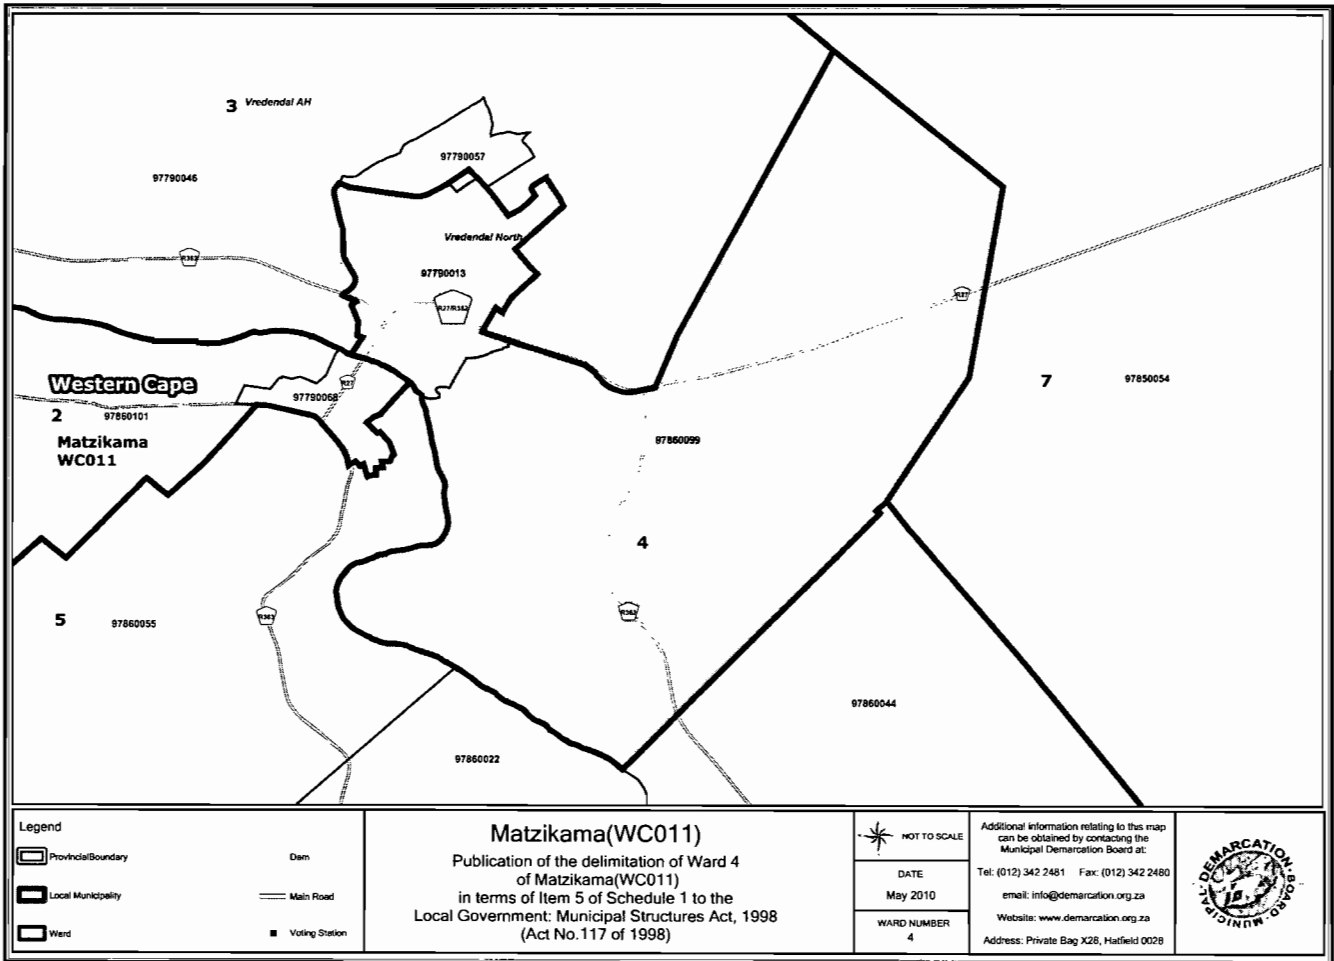 3 Vredendal AH
97790057
97790046
Vredendal North
R363
97790013
R27/R362
R27
Western Cape
R27
7
97850054
97790068
2
97860101
Matzikama
WC011
97860099
4
5
97860055
R363
R363
97860044
97860022
Legend
ProvincialBoundary
Dam
Local Municipality
Main Road
Ward
Voting Station
Matzikama(WC011)
Publication of the delimitation of Ward 4
of Matzikama(WC011)
in terms of Item 5 of Schedule 1 to the
Local Government: Municipal Structures Act, 1998
(Act No.117 of 1998)
NOT TO SCALE
DATE
May 2010
WARD NUMBER
4
Additional information relating to this map
can be obtained by contacting the
Municipal Demarcation Board at:
Tel: (012) 342 2481 Fax: (012) 342 2480
email: info@demarcation.org.za
Website: www.demarcation.org.za
Address: Private Bag X28, Hatfield 0028
MUNICIPAL DEMARCATION BOARD